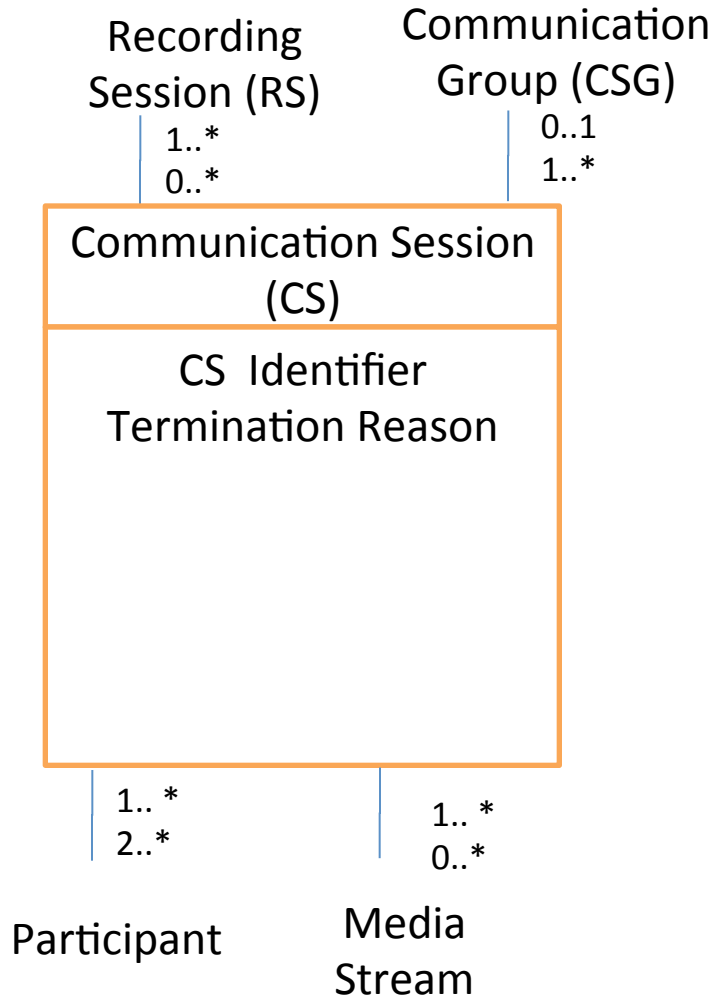 Recording
Session (RS)
Communication
Group (CSG)
1..*
0..*
0..1
1..*
Communication Session
(CS)
CS Identifier
Termination Reason
1.. *
2..*
1.. *
0..*
Participant
Media
Stream